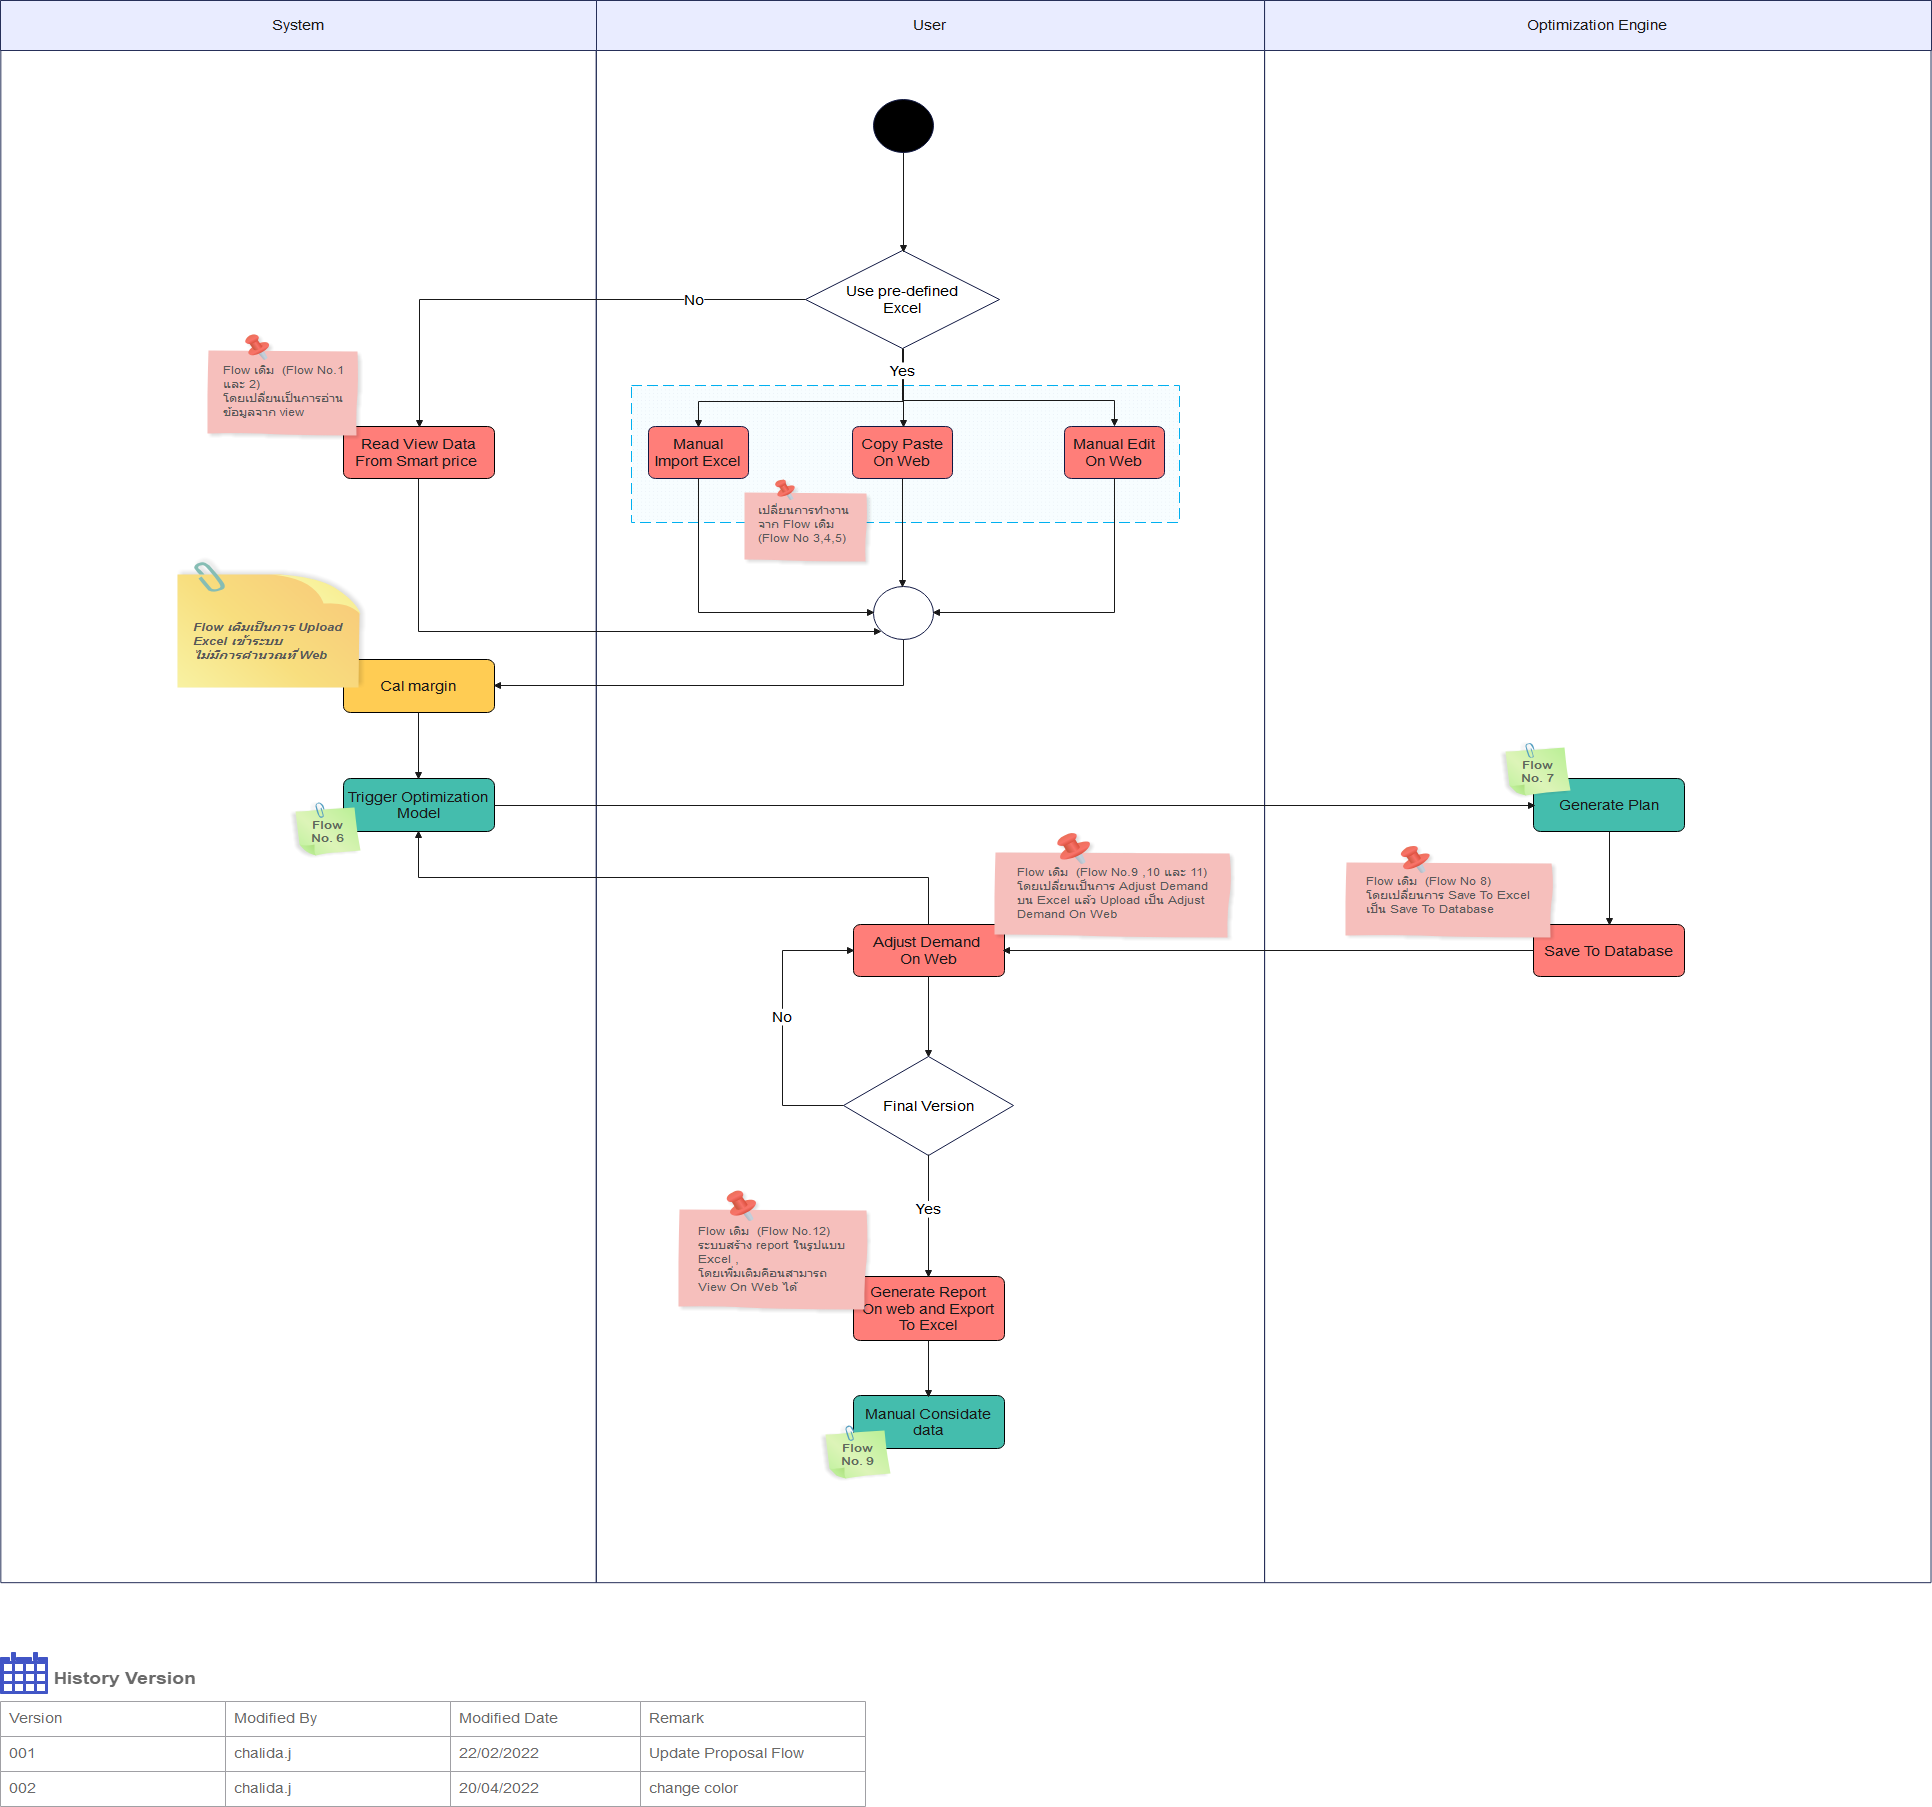 System
User
Optimization Engine
Use pre-defined
Excel
No
Yes
Flow เดิม (Flow No.1
และ 2)
โดยเปลี่ยนเป็นการอ่าน
ข้อมูลจาก view
Read View Data
From Smart price
Manual
Import Excel
Copy Paste
On Web
Manual Edit
On Web
เปลี่ยนการทำงาน
จาก Flow เดิม
(Flow No 3,4,5)
Flow เดิมเป็นการ Upload
Excel เข้าระบบ
ไม่มีการคำนวณที่ Web
Cal margin
Trigger Optimization
Model
Flow
No. 6
Flow
No. 7
Generate Plan
Flow เดิม (Flow No.9 ,10 และ 11)
โดยเปลี่ยนเป็นการ Adjust Demand
บน Excel แล้ว Upload เป็น Adjust
Demand On Web
Flow เดิม (Flow No 8)
โดยเปลี่ยนการ Save To Excel
เป็น Save To Database
Adjust Demand
On Web
Save To Database
No
Final Version
Yes
Flow เดิม (Flow No.12)
ระบบสร้าง report ในรูปแบบ
Excel ,
โดยเพิ่มเติมคือนสามารถ
View On Web ได้
Generate Report
On web and Export
To Excel
Manual Considate
data
Flow
No. 9
History Version
Version Modified By Modified Date Remark
001 chalida.j 22/02/2022 Update Proposal Flow
002 chalida.j 20/04/2022 change color